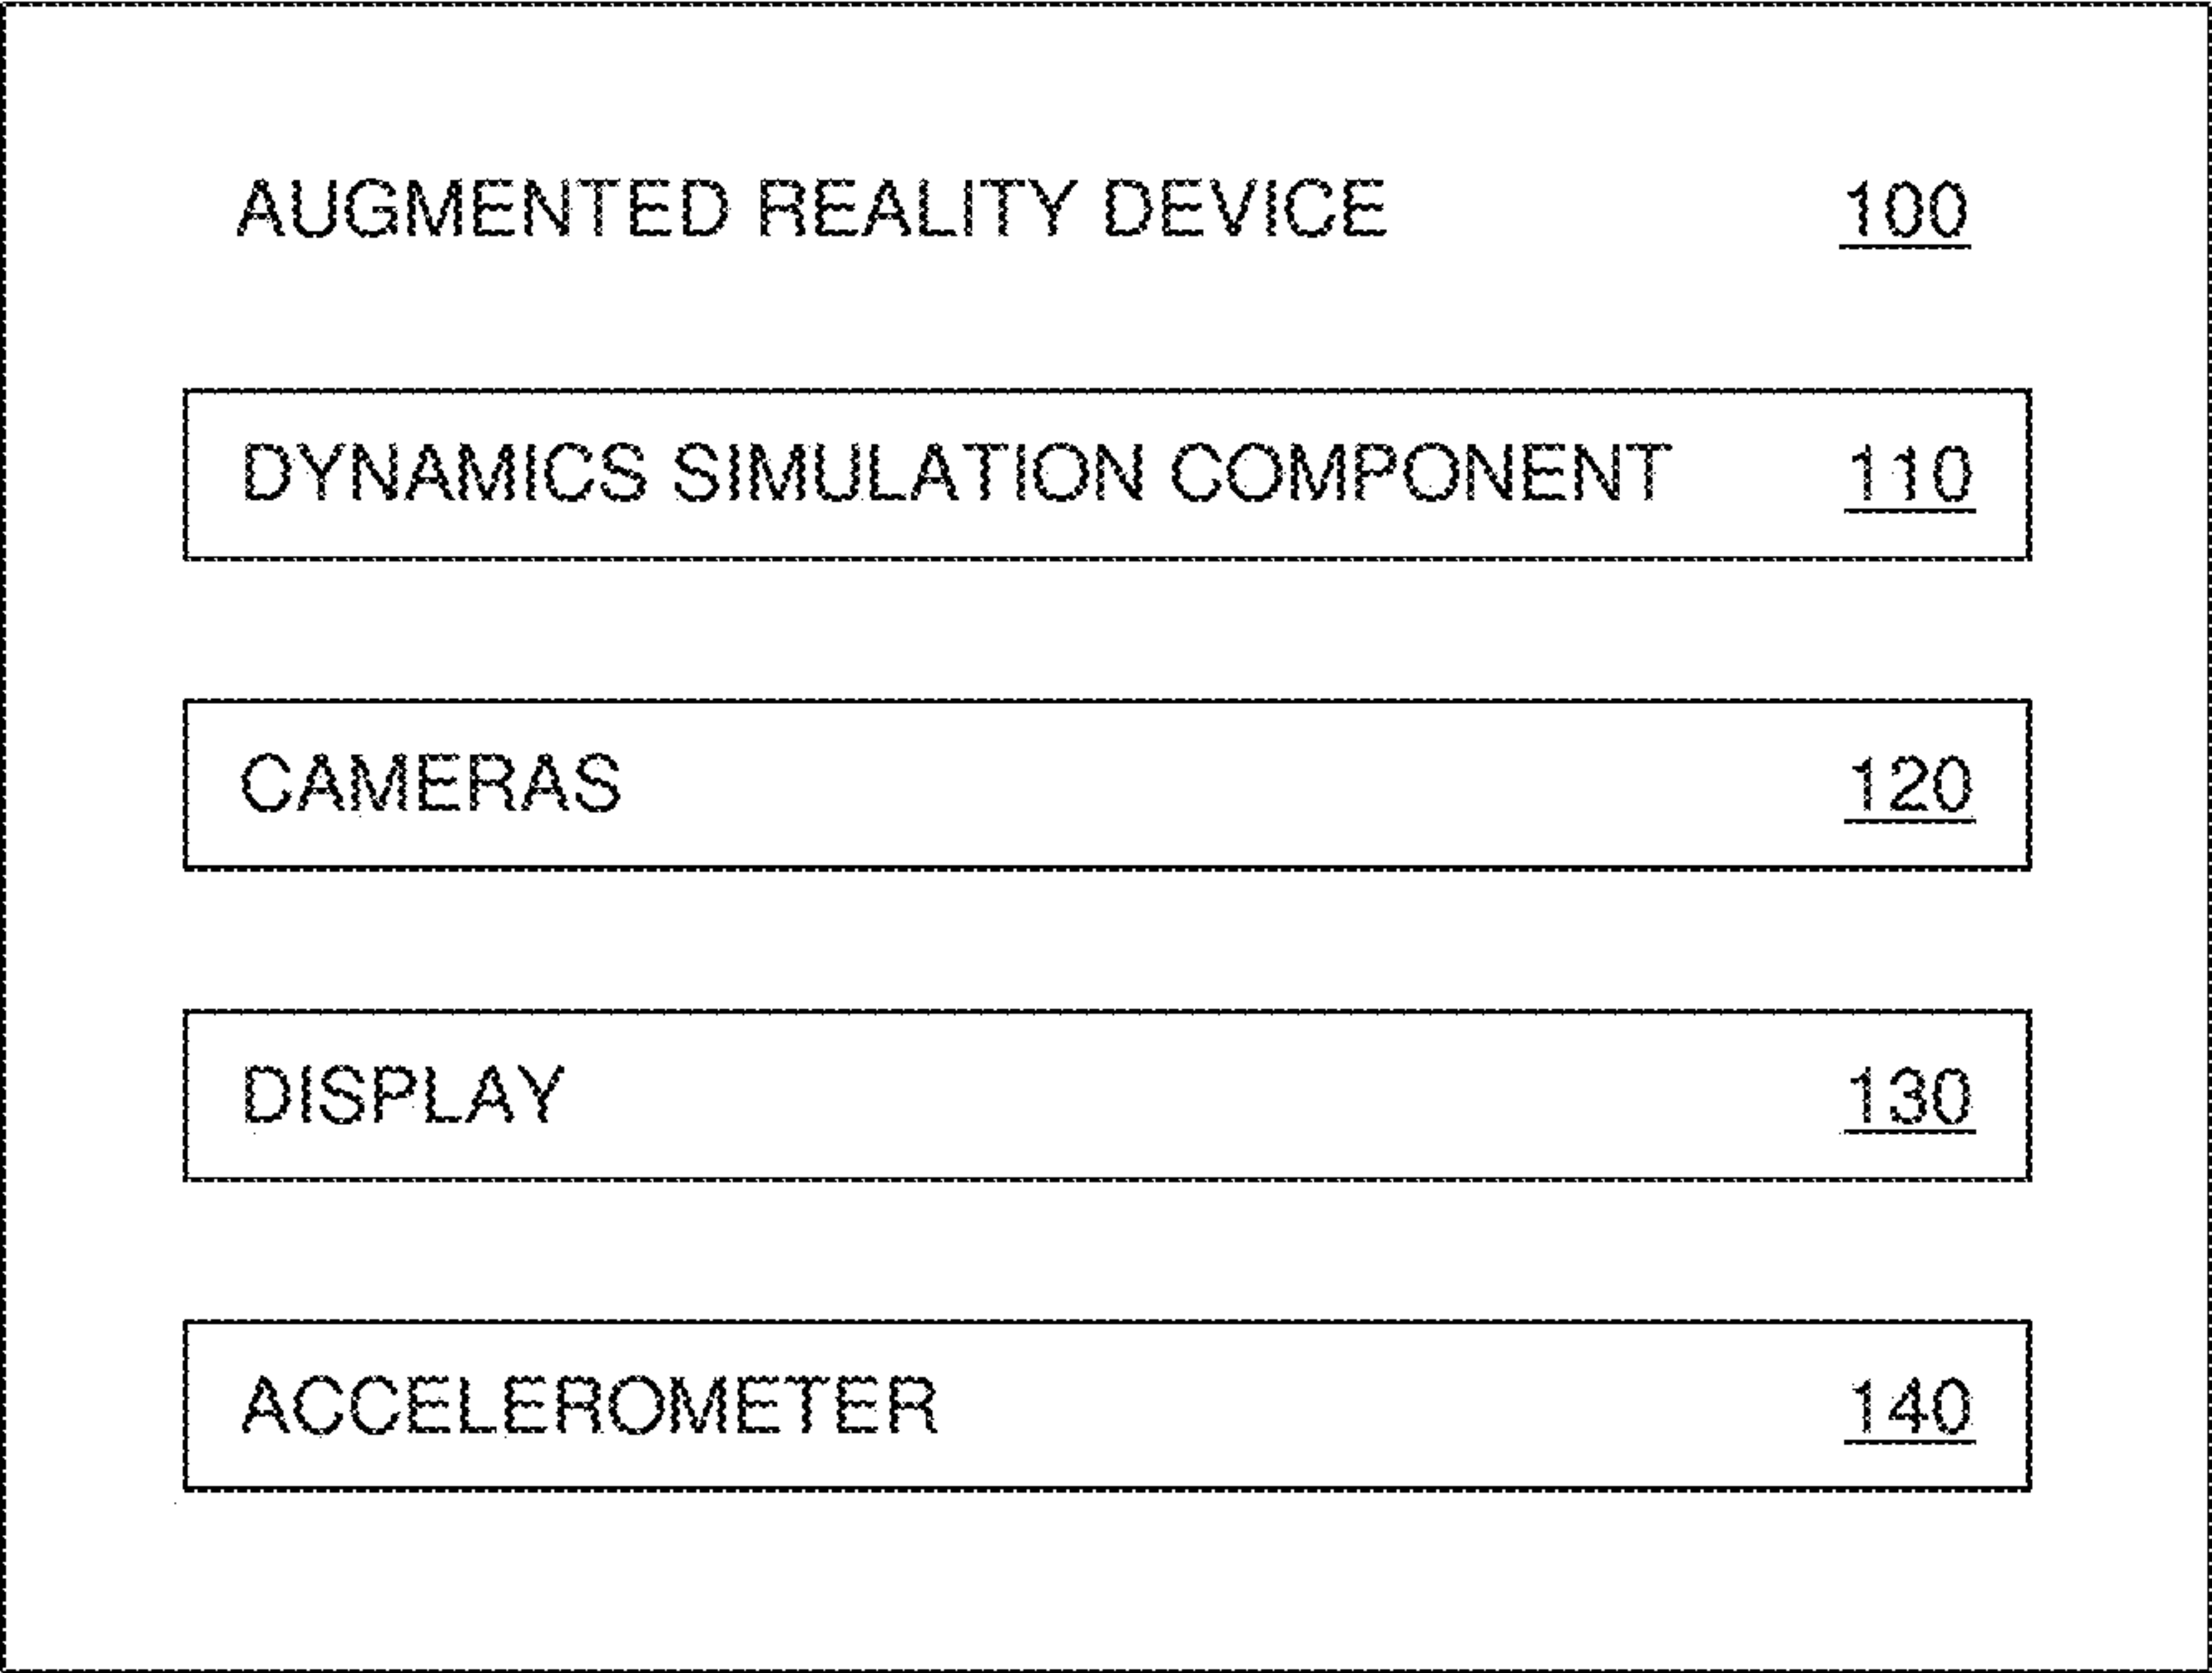 AUGMENTED REALITY DEVICE 100
DYNAMICS SIMULATION COMPONENT 110
CAMERAS 120
DISPLAY 130
ACCELEROMETER 140